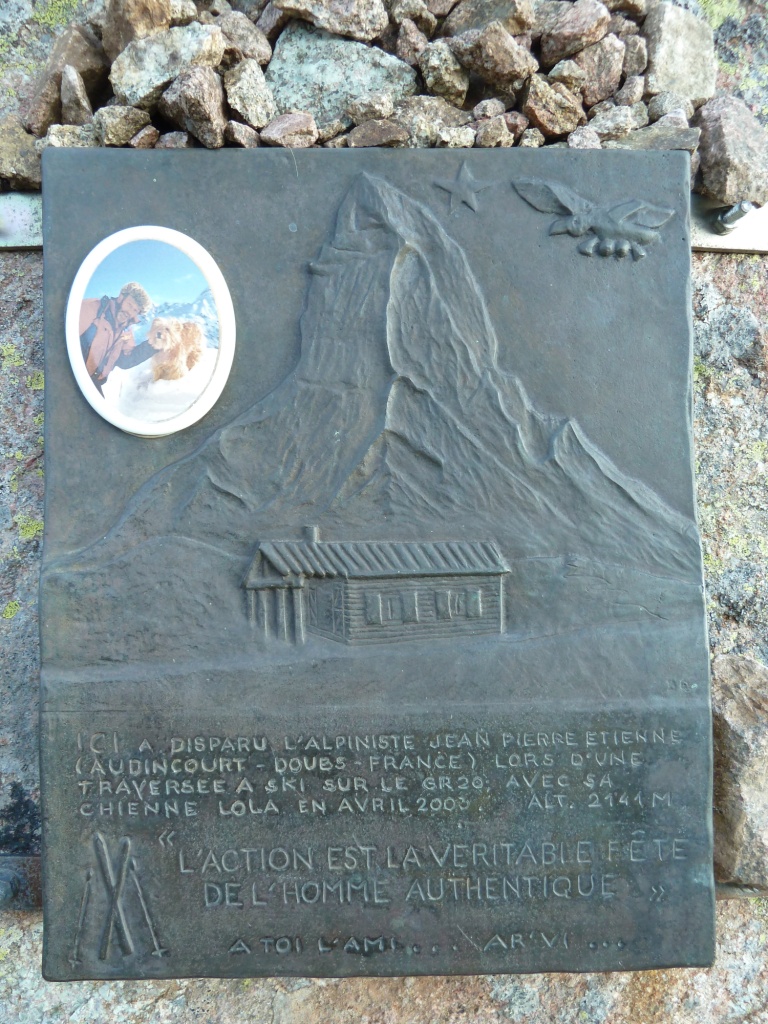 ICI A DISPARU L'ALPINISTE JEAN PIERRE ETIENNE
(AUDINCOURT - DOUBS - FRANCE) LORS D'UNE
TRAVERSEE A SKI SUR LE GR20, AVEC SA
CHIENNE LOLA, EN AVRIL 2003. ALT. 2141 M
"L'ACTION EST LA VERITABLE FÊTE
DE L'HOMME AUTHENTIQUE"
A TOI L'AMI... AR'VI...